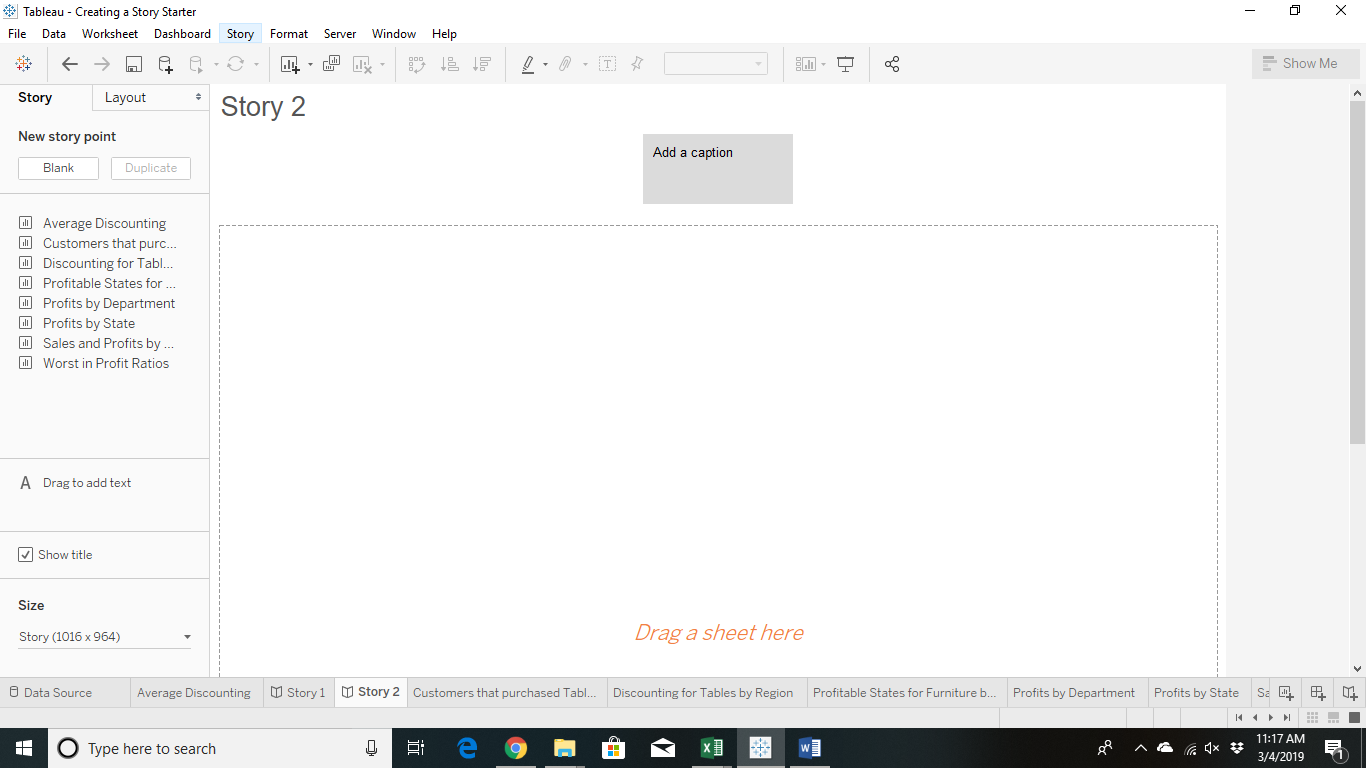 Tableau - Creating a Story Starter
File Data Worksheet Dashboard Story Format Server Window Help
Show Me
Story Layout
New story point
Blank Duplicate
Average Discounting
Customers that purc...
Discounting for Tabl...
Profitable States for ...
Profits by Department
Profits by State
Sales and Profits by ...
Worst in Profit Ratios
A Drag to add text
Show title
Size
Story (1016 x 964)
Story 2
Add a caption
Drag a sheet here
Data Source Average Discounting Story 1 Story 2 Customers that purchased Tabl... Discounting for Tables by Region Profitable States for Furniture b... Profits by Department Profits by State Sa
Type here to search
11:17 AM
3/4/2019
1